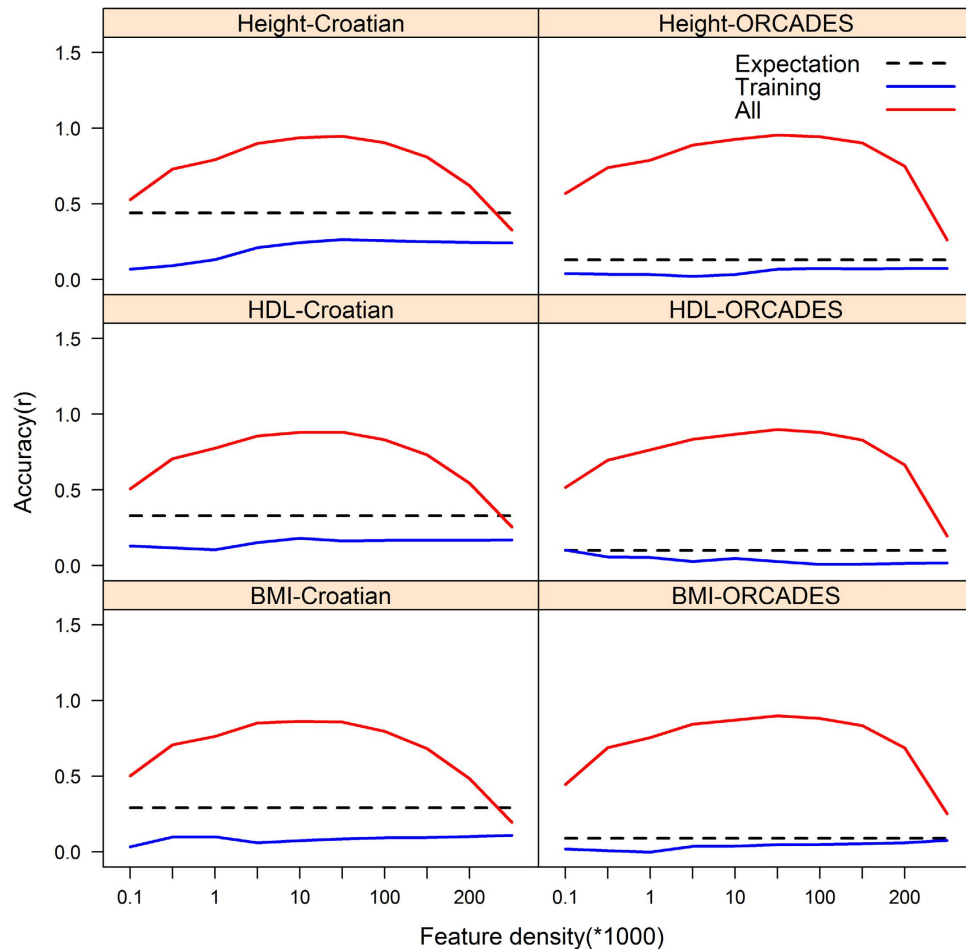 Height-Croatian
Height-ORCADES
Expectation
Training
All
1.5
1.0
0.5
0.0
HDL-Croatian
HDL-ORCADES
1.5
1.0
0.5
0.0
BMI-Croatian
BMI-ORCADES
1.5
1.0
0.5
0.0
Accuracy(r)
0.1 1 10 100 200
0.1 1 10 100 200
Feature density(*1000)